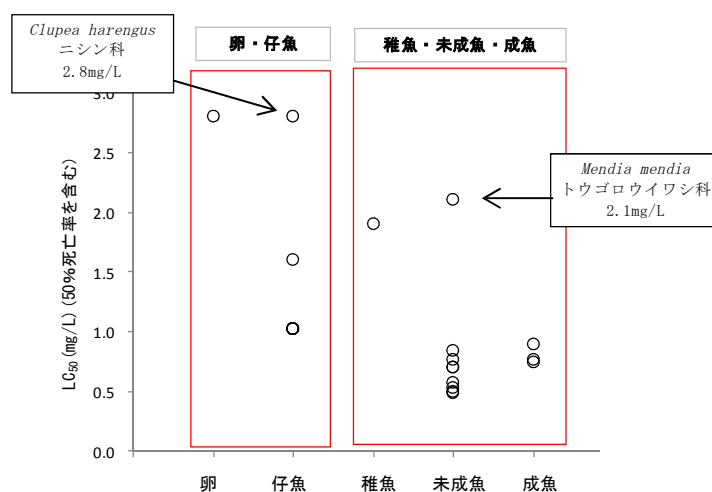 Clupea harengus
ニシン科
2.8mg/L
卵・仔魚
稚魚・未成魚・成魚
Mendia mendia
トウゴロウイワシ科
2.1mg/L
LC50(mg/L)(50%死亡率を含む)
3.0
2.5
2.0
1.5
1.0
0.5
0.0
卵
仔魚
稚魚
未成魚
成魚